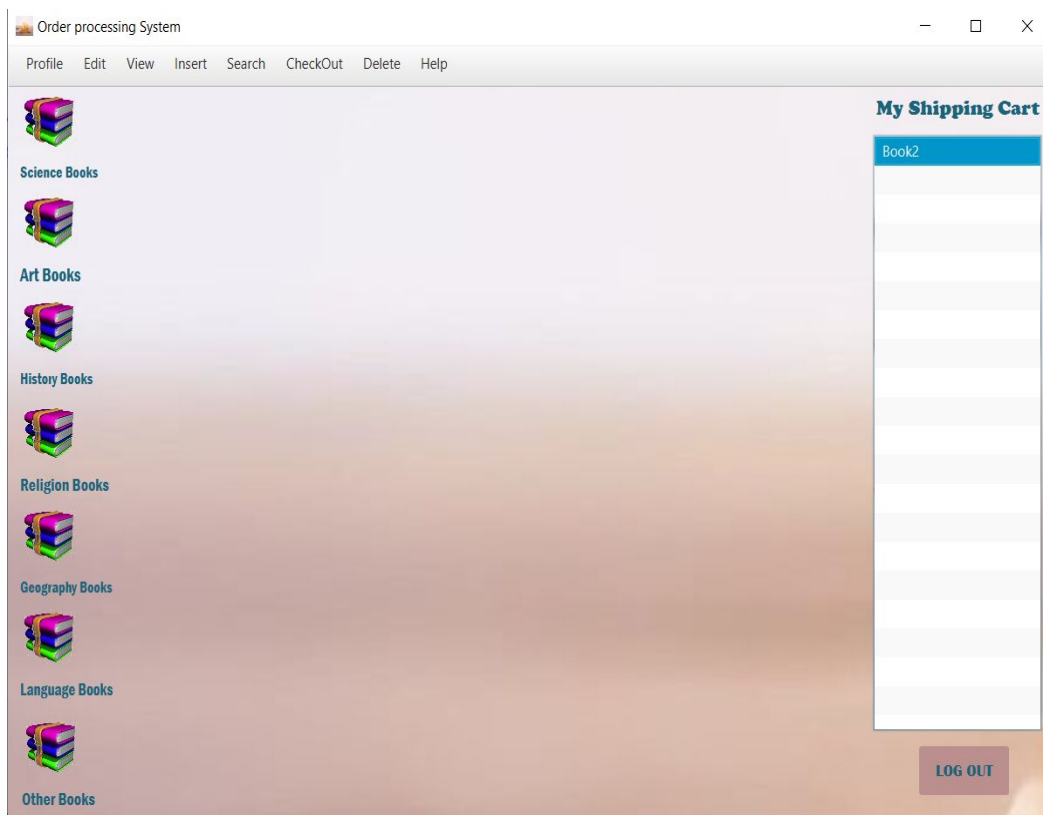 Order processing System
Profile Edit View Insert Search CheckOut Delete Help
My Shipping Cart
Book2
Science Books
Art Books
History Books
Religion Books
Geography Books
Language Books
Other Books
LOG OUT